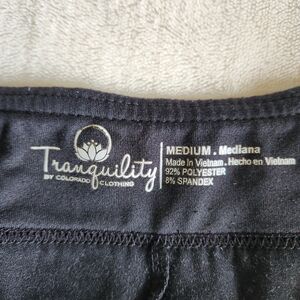 Tranquility
BY COLORADO CLOTHING
MEDIUM . Mediana
Made in Vietnam . Hecho en Vietnam
92% POLYESTER
8% SPANDEX